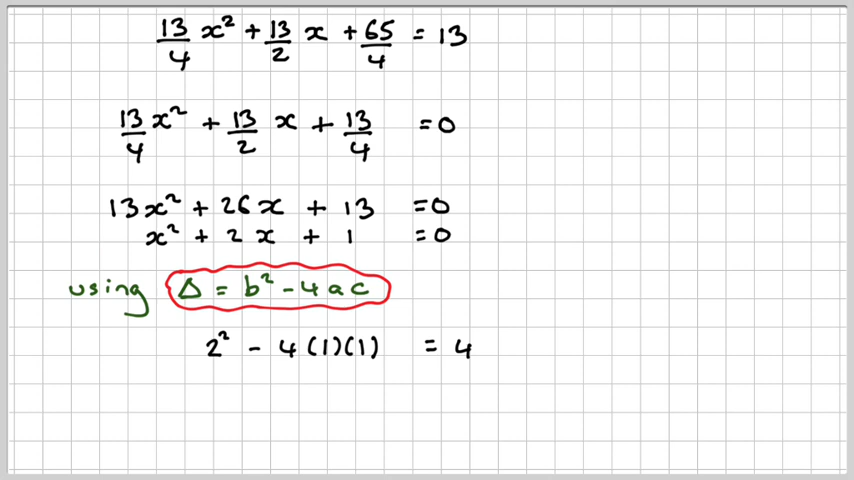 13/4 x² + 13/2 x + 65/4 = 13
13/4 x² + 13/2 x + 13/4 = 0
13x² + 26x + 13 = 0
x² + 2x + 1 = 0
using Δ = b² - 4ac
2² - 4(1)(1) = 4